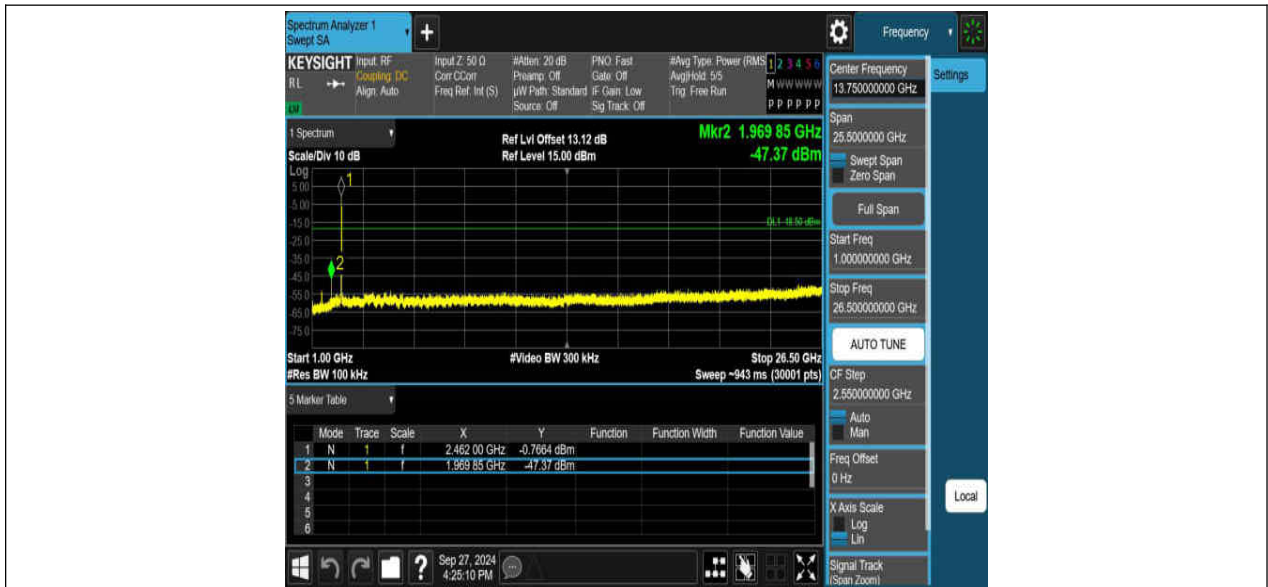 Spectrum Analyzer 1
Swept SA
+
Frequency
KEYSIGHT
RL
Input: RF
Coupling: DC
Align: Auto
Input Z: 50 Ω
Corr CCorr
Freq Ref: Int (S)
#Atten: 20 dB
Preamp: Off
µW Path: Standard
Source: Off
PNO: Fast
Gate: Off
IF Gain: Low
Sig Track: Off
#Avg Type: Power (RMS
Avg|Hold: 5/5
Trig: Free Run
1 2 3 4 5 6
M W W W W W
P P P P P P
1 Spectrum
Scale/Div 10 dB
Ref Lvl Offset 13.12 dB
Ref Level 15.00 dBm
Mkr2 1.969 85 GHz
-47.37 dBm
Log
5.00
-5.00
-15.0
-25.0
-35.0
-45.0
-55.0
-65.0
-75.0
1
2
Start 1.00 GHz
#Res BW 100 kHz
#Video BW 300 kHz
Stop 26.50 GHz
Sweep ~943 ms (30001 pts)
5 Marker Table
Mode Trace Scale X Y Function Function Width Function Value
1 N 1 f 2.462 00 GHz -0.7664 dBm
2 N 1 f 1.969 85 GHz -47.37 dBm
3
4
5
6
Sep 27, 2024
4:25:10 PM
Center Frequency
13.750000000 GHz
Span
25.5000000 GHz
Swept Span
Zero Span
Full Span
Start Freq
1.000000000 GHz
Stop Freq
26.500000000 GHz
AUTO TUNE
CF Step
2.550000000 GHz
Auto
Man
Freq Offset
0 Hz
X Axis Scale
Log
Lin
Signal Track
(Span Zoom)
Settings
Local